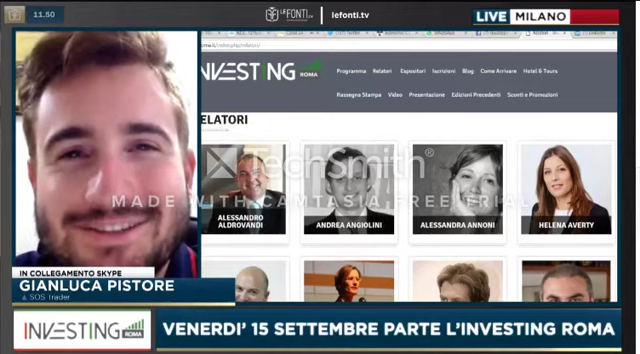 11.50
LEFONTI.TV
lefonti.tv
LIVE MILANO
INVESTING ROMA
Programma Relatori Espositori Iscrizioni Blog Come Arrivare Hotel & Tours
Rassegna Stampa Video Presentazione Edizioni Precedenti Sconti e Promozioni
RELATORI
TechSmith®
MADE WITH CAMTASIA FREE TRIAL
ALESSANDRO
ALDROVANDI
ANDREA ANGIOLINI
ALESSANDRA ANNONI
HELENA AVERTY
IN COLLEGAMENTO SKYPE
GIANLUCA PISTORE
SOS Trader
INVESTING
ROMA
VENERDI' 15 SETTEMBRE PARTE L'INVESTING ROMA